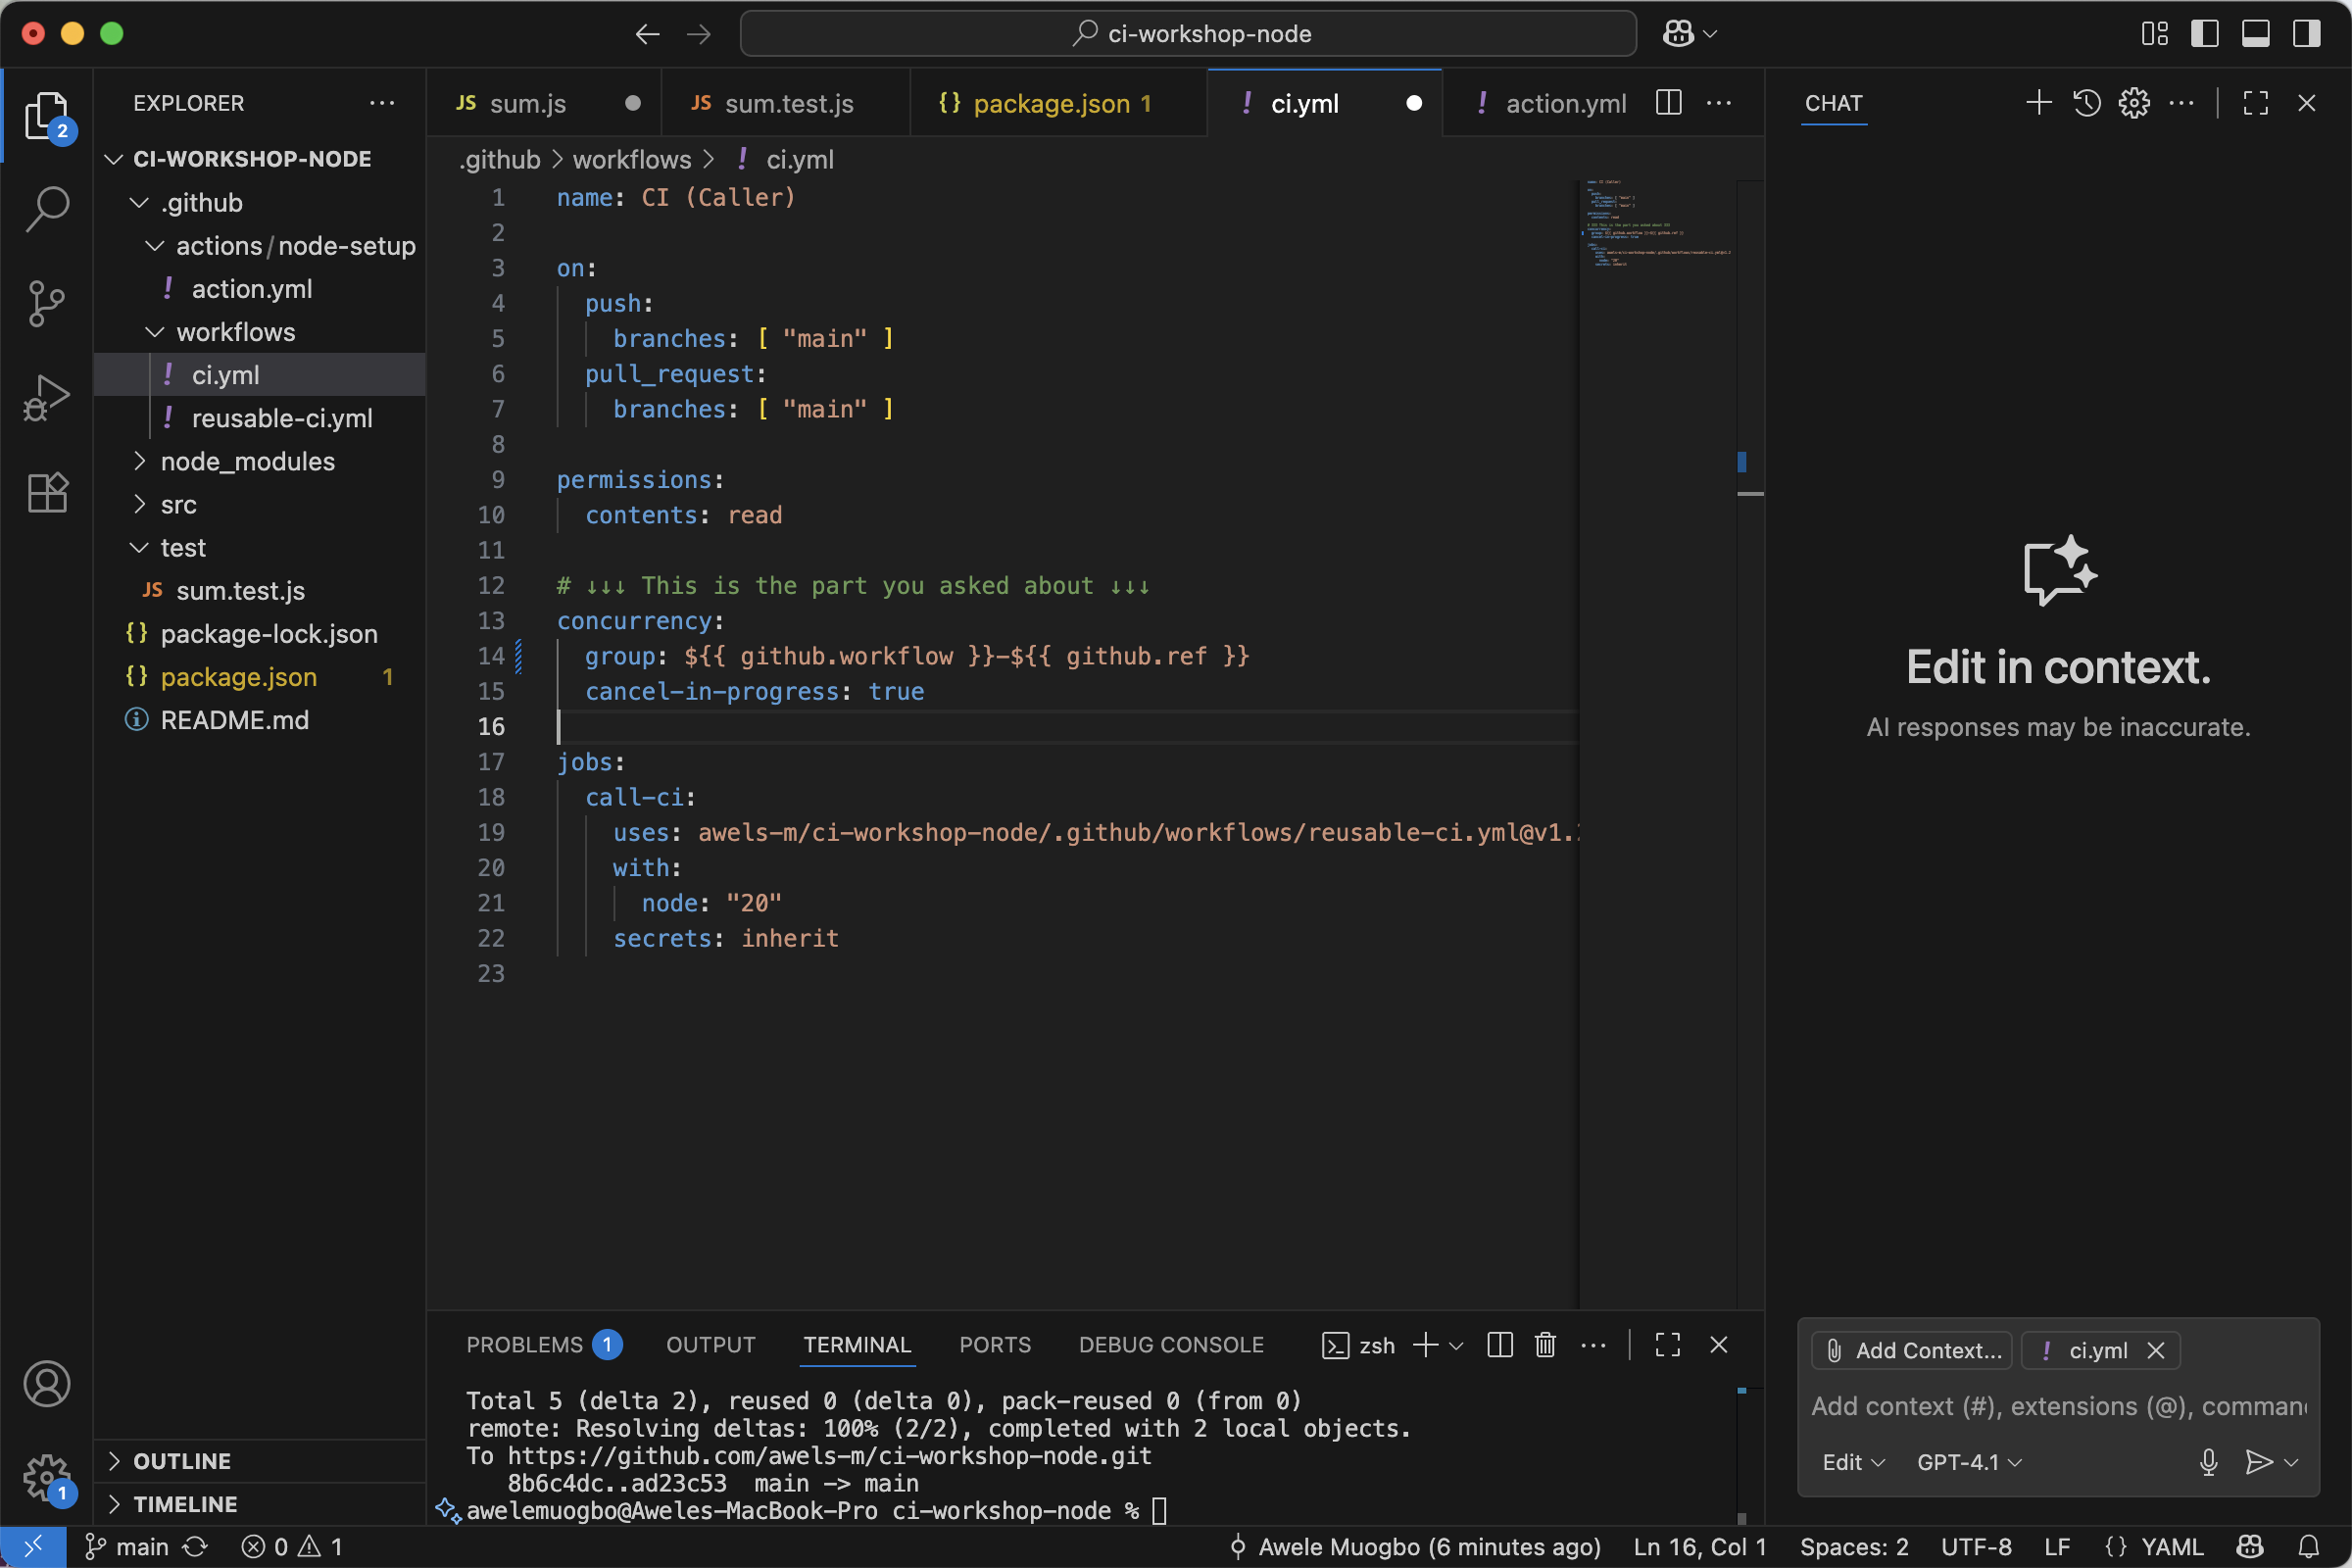 ci-workshop-node
EXPLORER
2
CI-WORKSHOP-NODE
.github
actions/node-setup
action.yml
workflows
ci.yml
reusable-ci.yml
node_modules
src
test
JS sum.test.js
{} package-lock.json
{} package.json 1
README.md
OUTLINE
TIMELINE
1
JS sum.js
JS sum.test.js
{} package.json 1
! ci.yml
! action.yml
.github > workflows > ! ci.yml
1 name: CI (Caller)
2
3 on:
4 push:
5 branches: [ "main" ]
6 pull_request:
7 branches: [ "main" ]
8
9 permissions:
10 contents: read
11
12 # ↓↓↓ This is the part you asked about ↓↓↓
13 concurrency:
14 group: ${{ github.workflow }}-${{ github.ref }}
15 cancel-in-progress: true
16
17 jobs:
18 call-ci:
19 uses: awels-m/ci-workshop-node/.github/workflows/reusable-ci.yml@v1.
20 with:
21 node: "20"
22 secrets: inherit
23
PROBLEMS 1 OUTPUT TERMINAL PORTS DEBUG CONSOLE zsh
Total 5 (delta 2), reused 0 (delta 0), pack-reused 0 (from 0)
remote: Resolving deltas: 100% (2/2), completed with 2 local objects.
To https://github.com/awels-m/ci-workshop-node.git
8b6c4dc..ad23c53 main -> main
awelemuogbo@Aweles-MacBook-Pro ci-workshop-node %
CHAT
Edit in context.
AI responses may be inaccurate.
Add Context... ! ci.yml
Add context (#), extensions (@), comman
Edit GPT-4.1
main 0 1 Awele Muogbo (6 minutes ago) Ln 16, Col 1 Spaces: 2 UTF-8 LF {} YAML